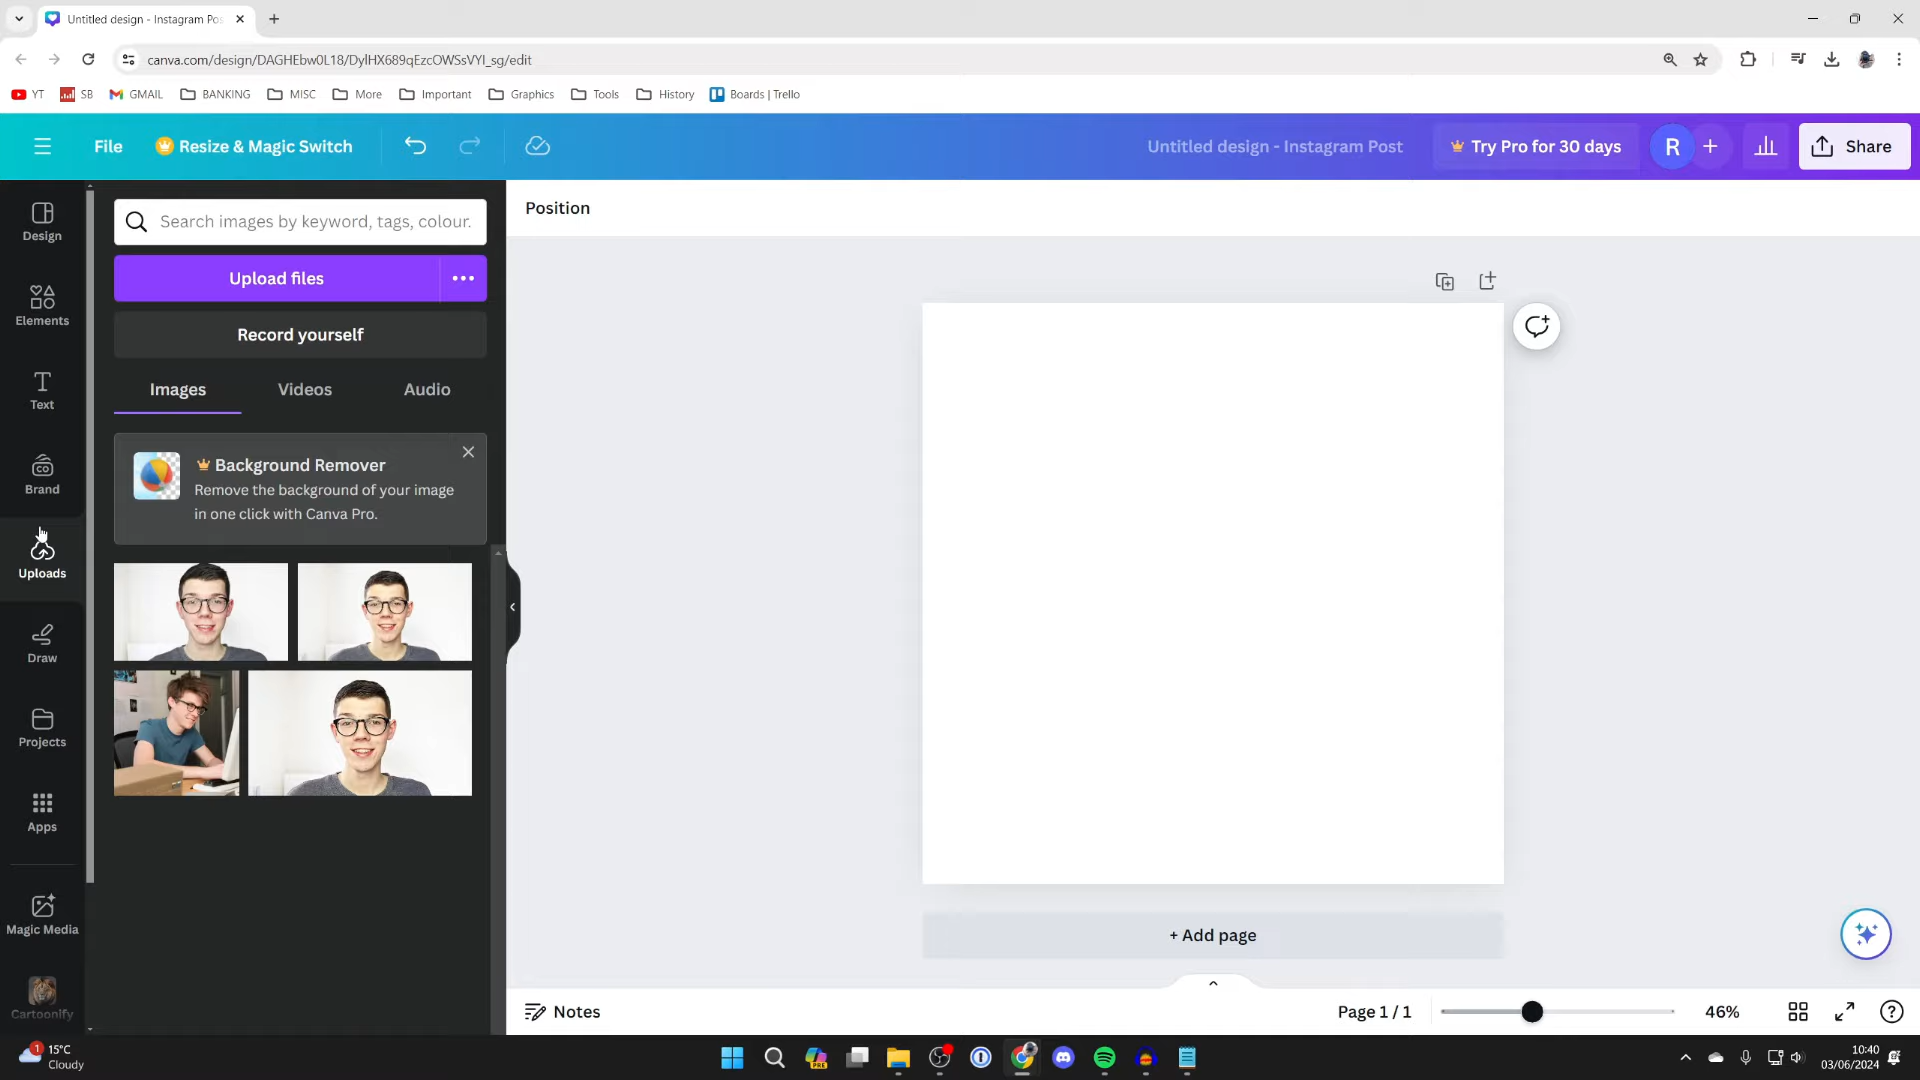 Untitled design - Instagram Po
canva.com/design/DAGHEbw0L18/DylHX689qEzcOWSsVYI_sg/edit
YT SB GMAIL BANKING MISC More Important Graphics Tools History Boards | Trello
File Resize & Magic Switch Untitled design - Instagram Post Try Pro for 30 days R + Share
Design
Elements
Text
Brand
Uploads
Draw
Projects
Apps
Magic Media
Cartoonify
Search images by keyword, tags, colour.
Upload files
Record yourself
Images Videos Audio
Background Remover
Remove the background of your image
in one click with Canva Pro.
Position
+ Add page
Notes Page 1 / 1 46%
1 15°C
Cloudy
PRE
10:40
03/06/2024